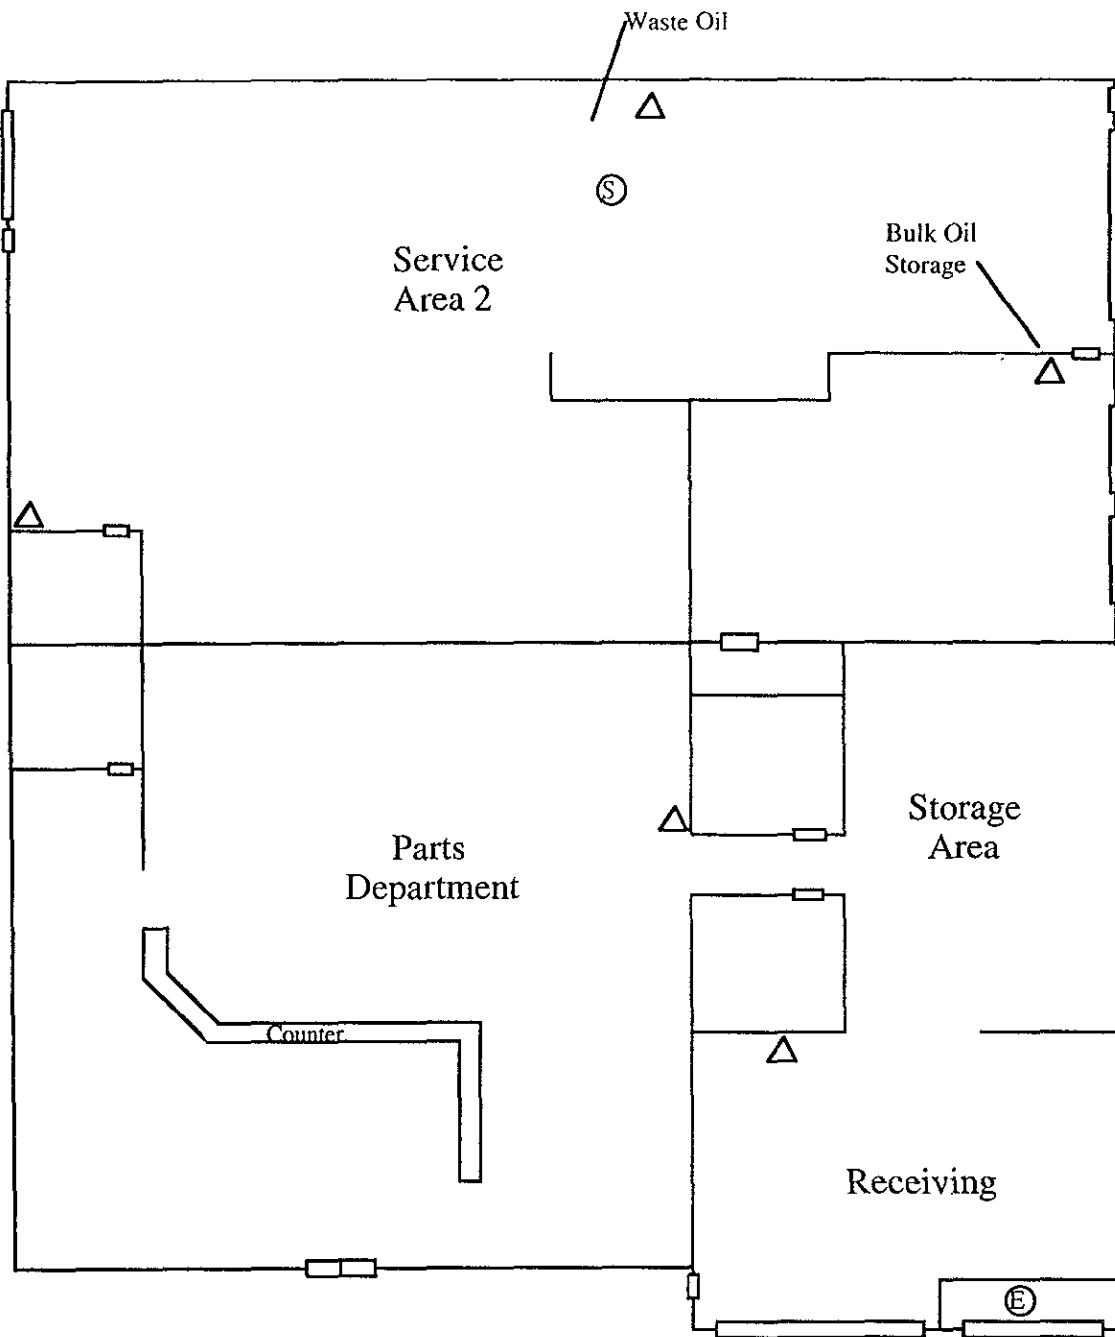 Waste Oil
S
Bulk Oil
Storage
Service
Area 2
Storage
Area
Parts
Department
Counter
Receiving
E